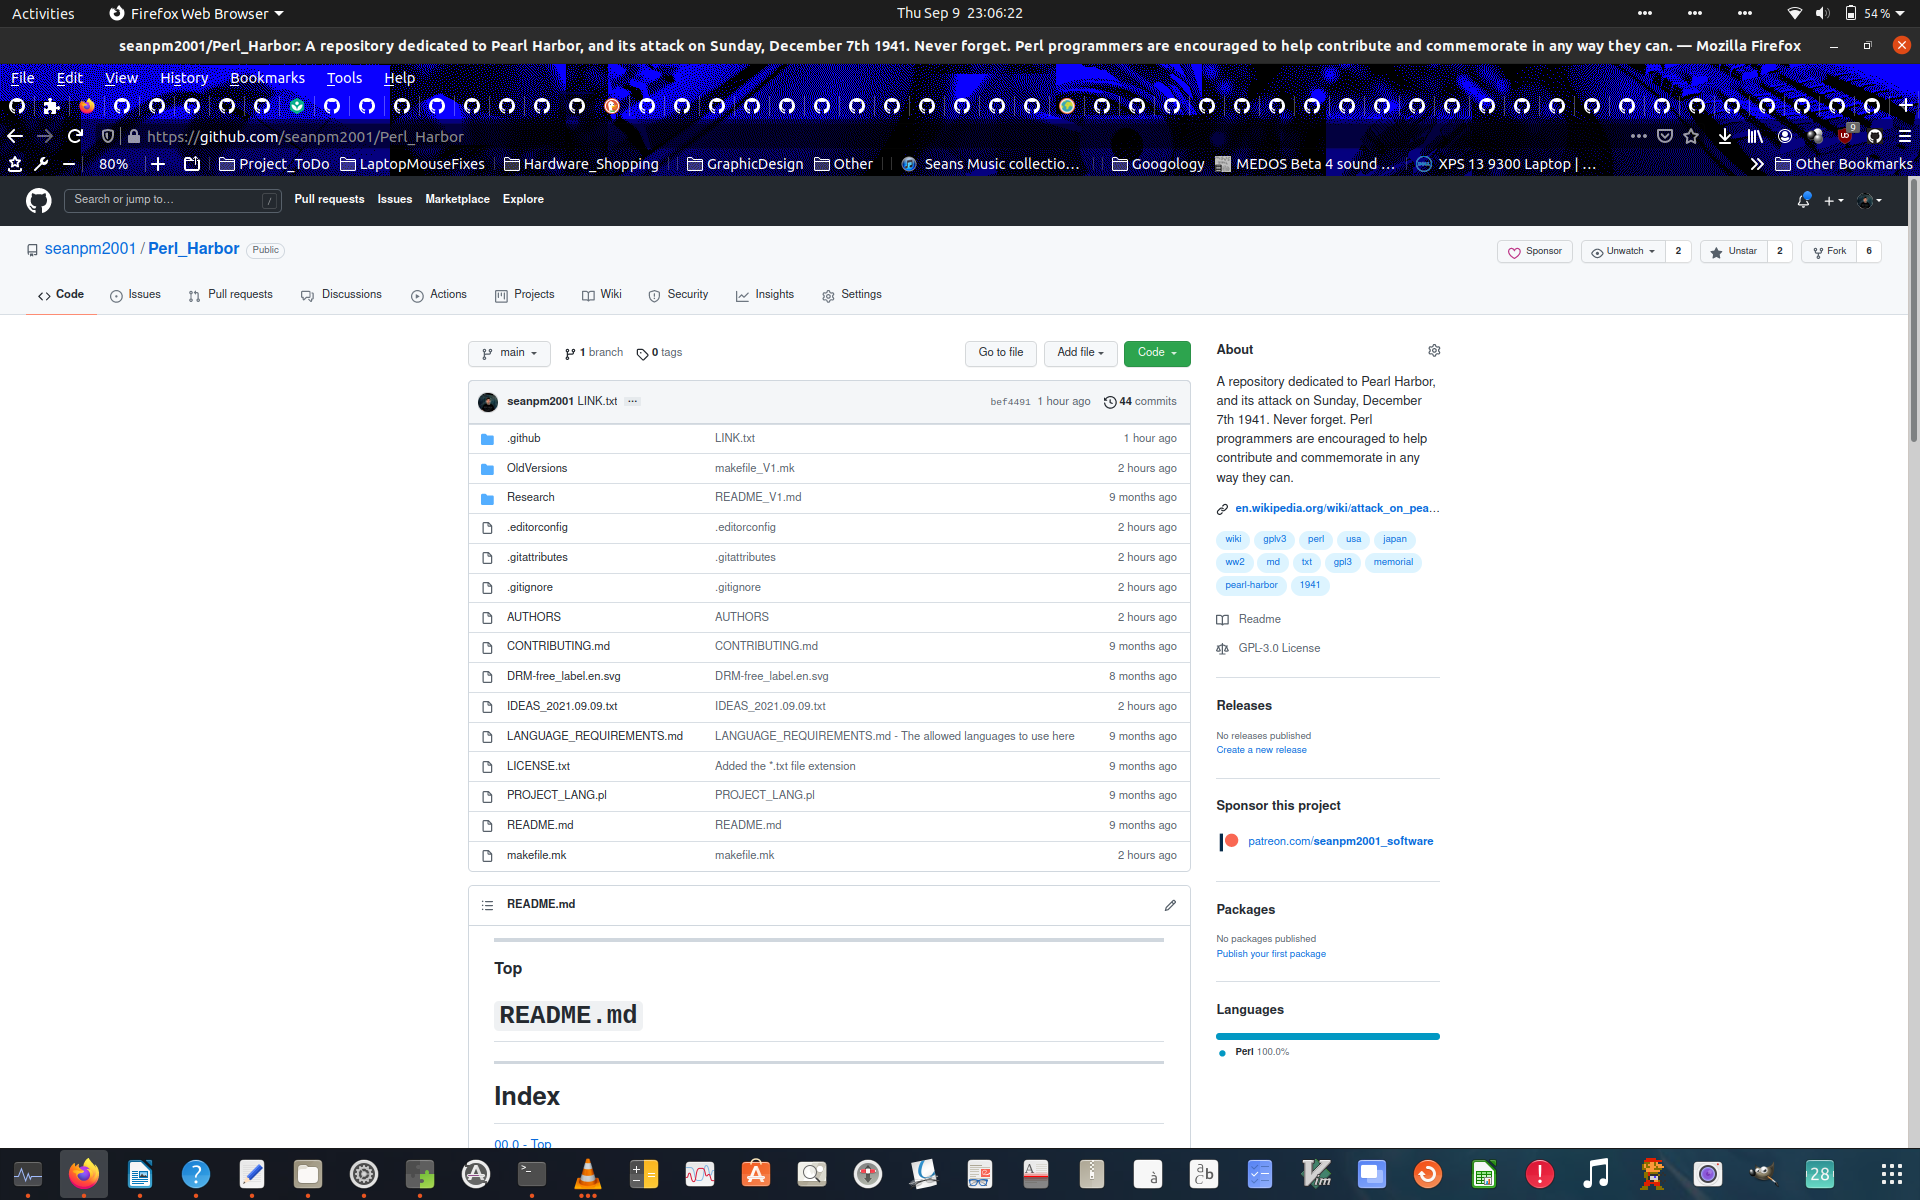 Activities Firefox Web Browser Thu Sep 9 23:06:22 54 %
seanpm2001/Perl_Harbor: A repository dedicated to Pearl Harbor, and its attack on Sunday, December 7th 1941. Never forget. Perl programmers are encouraged to help contribute and commemorate in any way they can. — Mozilla Firefox
File Edit View History Bookmarks Tools Help
https://github.com/seanpm2001/Perl_Harbor 9
80% Project_ToDo LaptopMouseFixes Hardware_Shopping GraphicDesign Other Seans Music collectio… Googology MEDOS Beta 4 sound … XPS 13 9300 Laptop | … Other Bookmarks
Search or jump to… / Pull requests Issues Marketplace Explore
seanpm2001 / Perl_Harbor Public Sponsor Unwatch 2 Unstar 2 Fork 6
Code Issues Pull requests Discussions Actions Projects Wiki Security Insights Settings
main 1 branch 0 tags Go to file Add file Code
seanpm2001 LINK.txt ... bef4491 1 hour ago 44 commits
.github LINK.txt 1 hour ago
OldVersions makefile_V1.mk 2 hours ago
Research README_V1.md 9 months ago
.editorconfig .editorconfig 2 hours ago
.gitattributes .gitattributes 2 hours ago
.gitignore .gitignore 2 hours ago
AUTHORS AUTHORS 2 hours ago
CONTRIBUTING.md CONTRIBUTING.md 9 months ago
DRM-free_label.en.svg DRM-free_label.en.svg 8 months ago
IDEAS_2021.09.09.txt IDEAS_2021.09.09.txt 2 hours ago
LANGUAGE_REQUIREMENTS.md LANGUAGE_REQUIREMENTS.md - The allowed languages to use here 9 months ago
LICENSE.txt Added the *.txt file extension 9 months ago
PROJECT_LANG.pl PROJECT_LANG.pl 9 months ago
README.md README.md 9 months ago
makefile.mk makefile.mk 2 hours ago
README.md
Top
README.md
Index
00.0 - Top
About
A repository dedicated to Pearl Harbor,
and its attack on Sunday, December
7th 1941. Never forget. Perl
programmers are encouraged to help
contribute and commemorate in any
way they can.
en.wikipedia.org/wiki/attack_on_pea…
wiki gplv3 perl usa japan
ww2 md txt gpl3 memorial
pearl-harbor 1941
Readme
GPL-3.0 License
Releases
No releases published
Create a new release
Sponsor this project
patreon.com/seanpm2001_software
Packages
No packages published
Publish your first package
Languages
Perl 100.0%
28